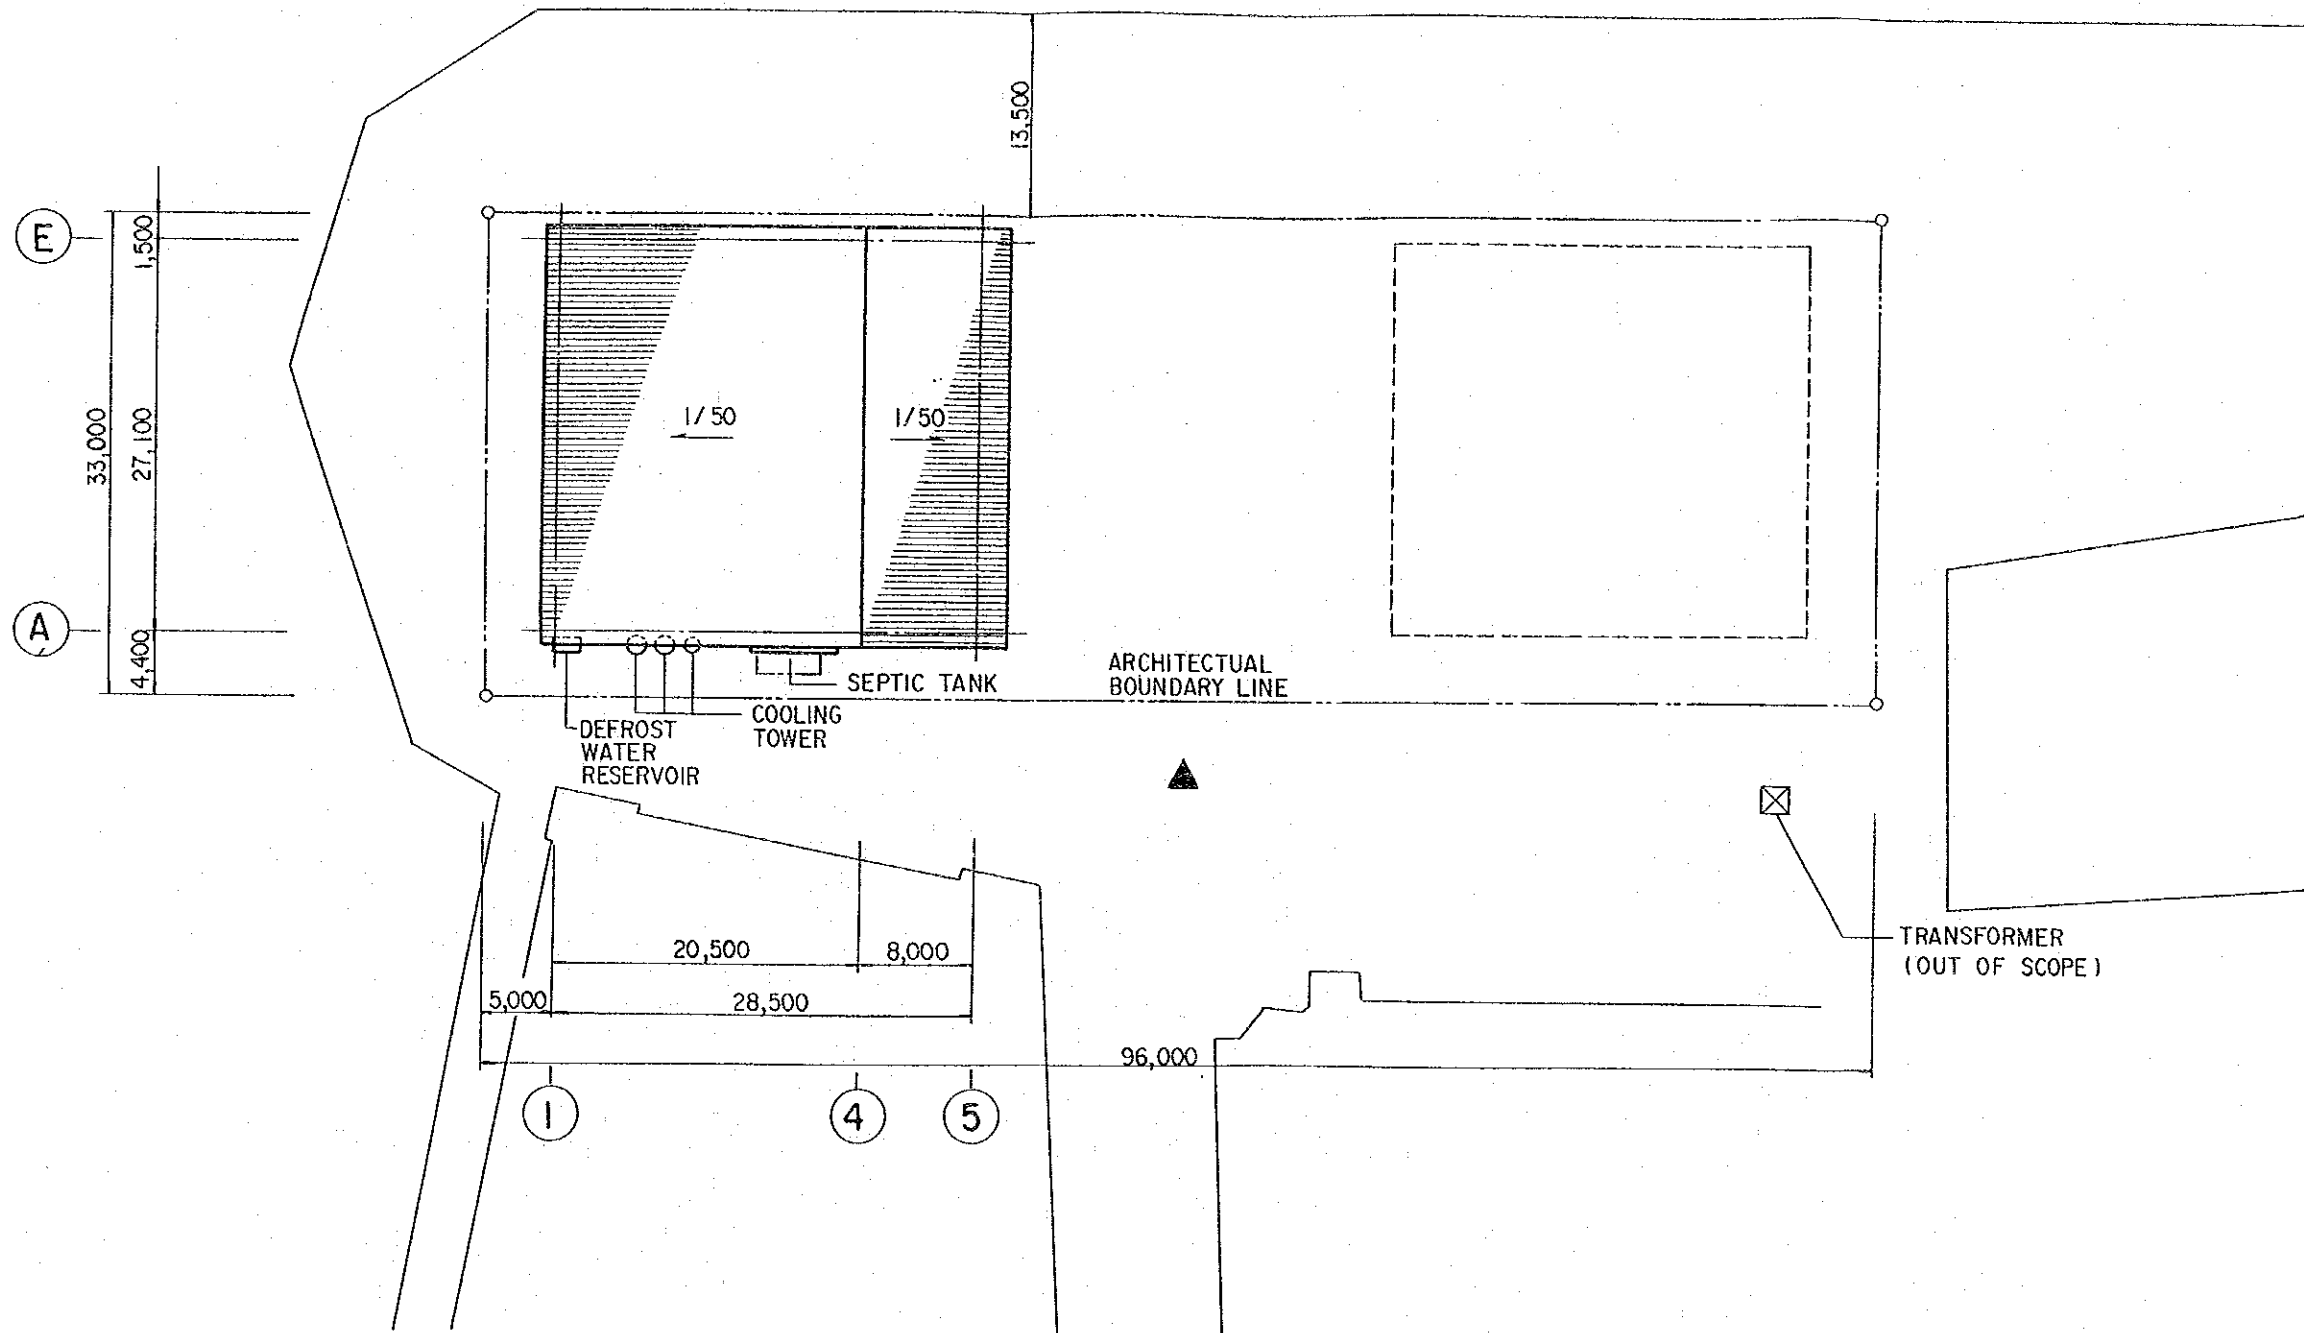 13,500
E
1,500
33,000
27,100
1/50
1/50
A
4,400
ARCHITECTUAL
BOUNDARY LINE
SEPTIC TANK
COOLING
TOWER
DEFROST
WATER
RESERVOIR
TRANSFORMER
(OUT OF SCOPE)
20,500
8,000
5,000
28,500
96,000
1
4
5